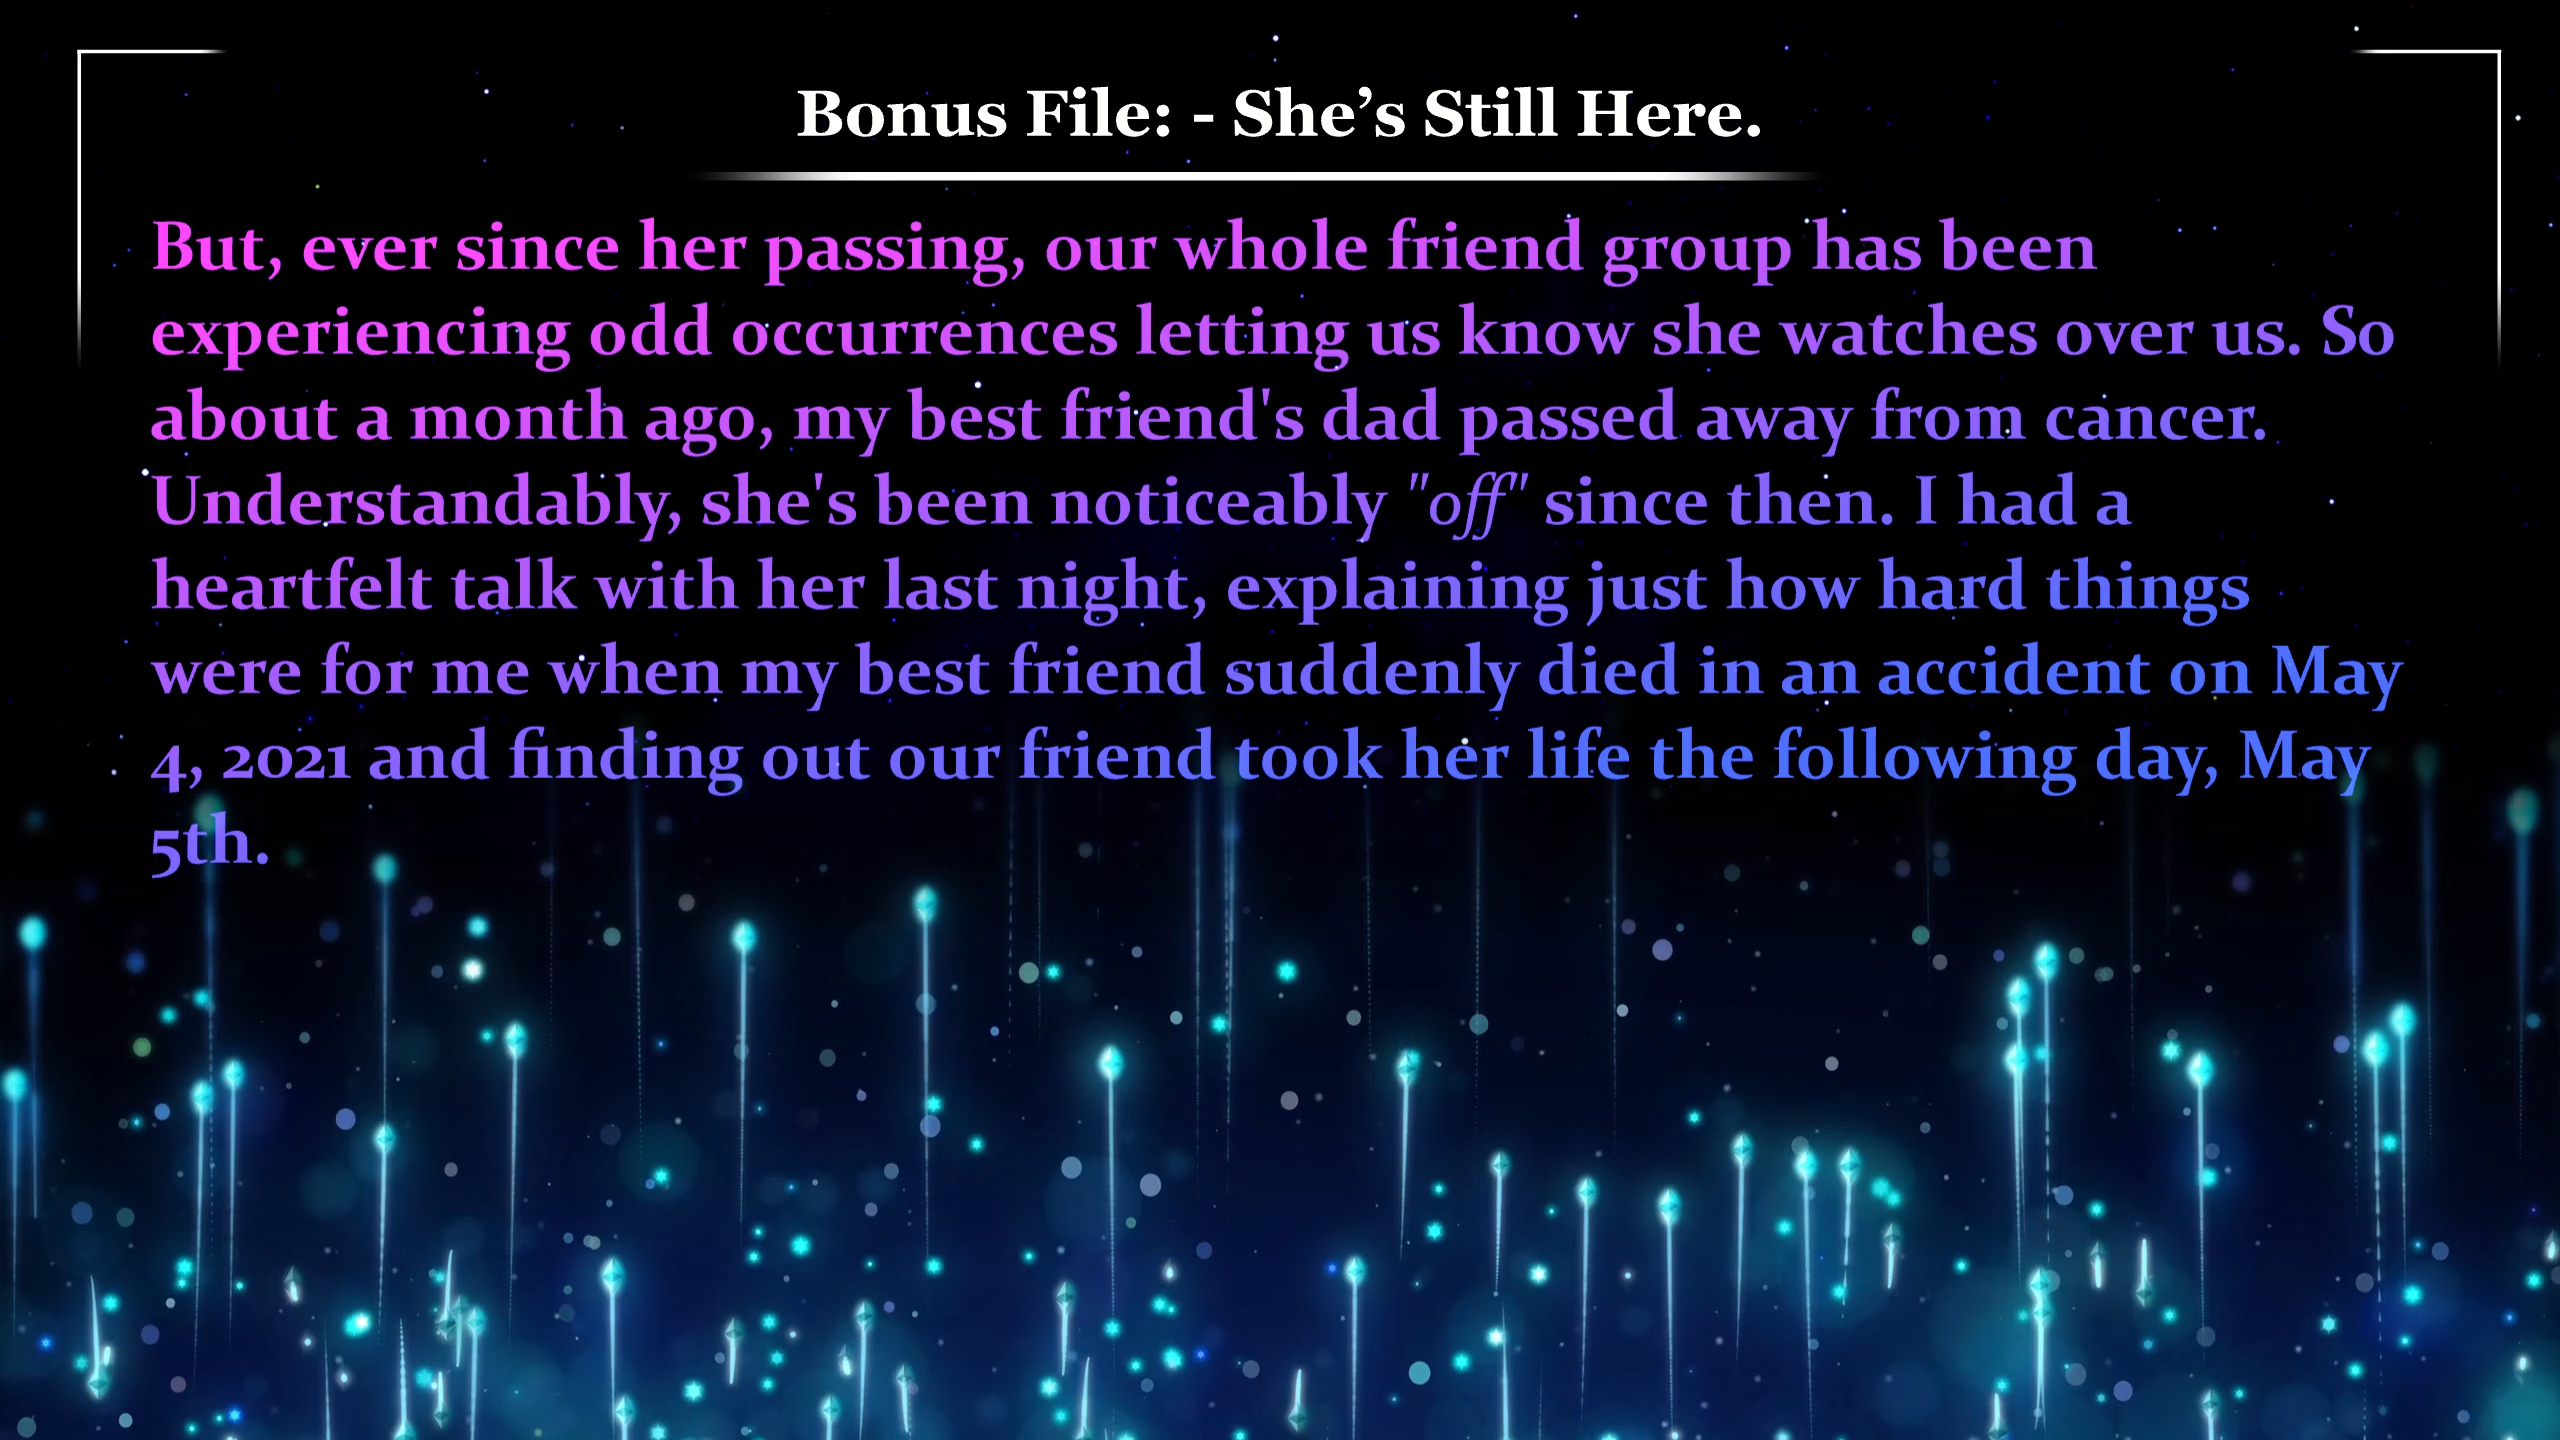 Bonus File: - She’s Still Here.
But, ever since her passing, our whole friend group has been
experiencing odd occurrences letting us know she watches over us. So
about a month ago, my best friend's dad passed away from cancer.
Understandably, she's been noticeably "off" since then. I had a
heartfelt talk with her last night, explaining just how hard things
were for me when my best friend suddenly died in an accident on May
4, 2021 and finding out our friend took her life the following day, May
5th.